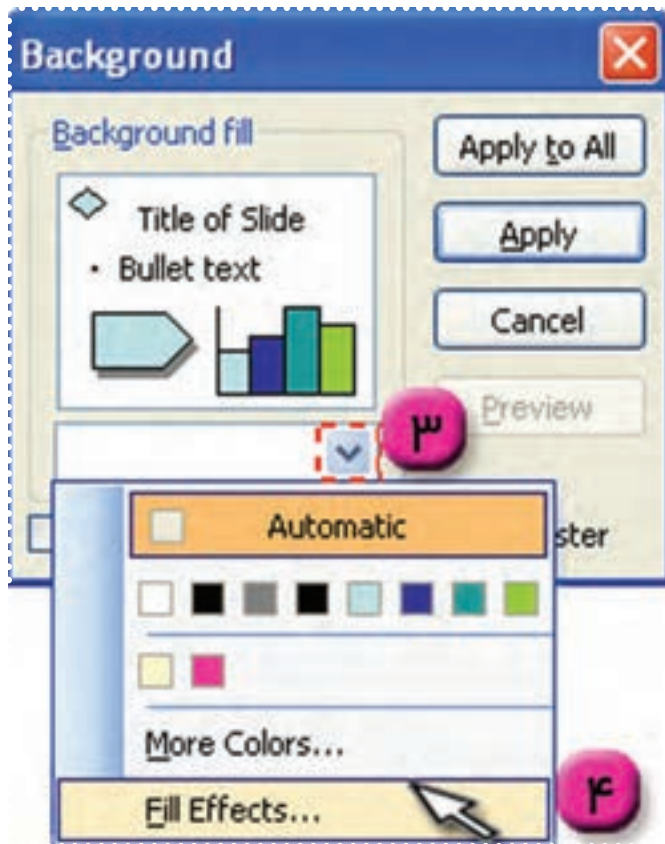 Background
Background fill
Apply to All
Title of Slide
Apply
• Bullet text
Cancel
Preview
۳
Automatic
ster
More Colors...
Fill Effects...
۴